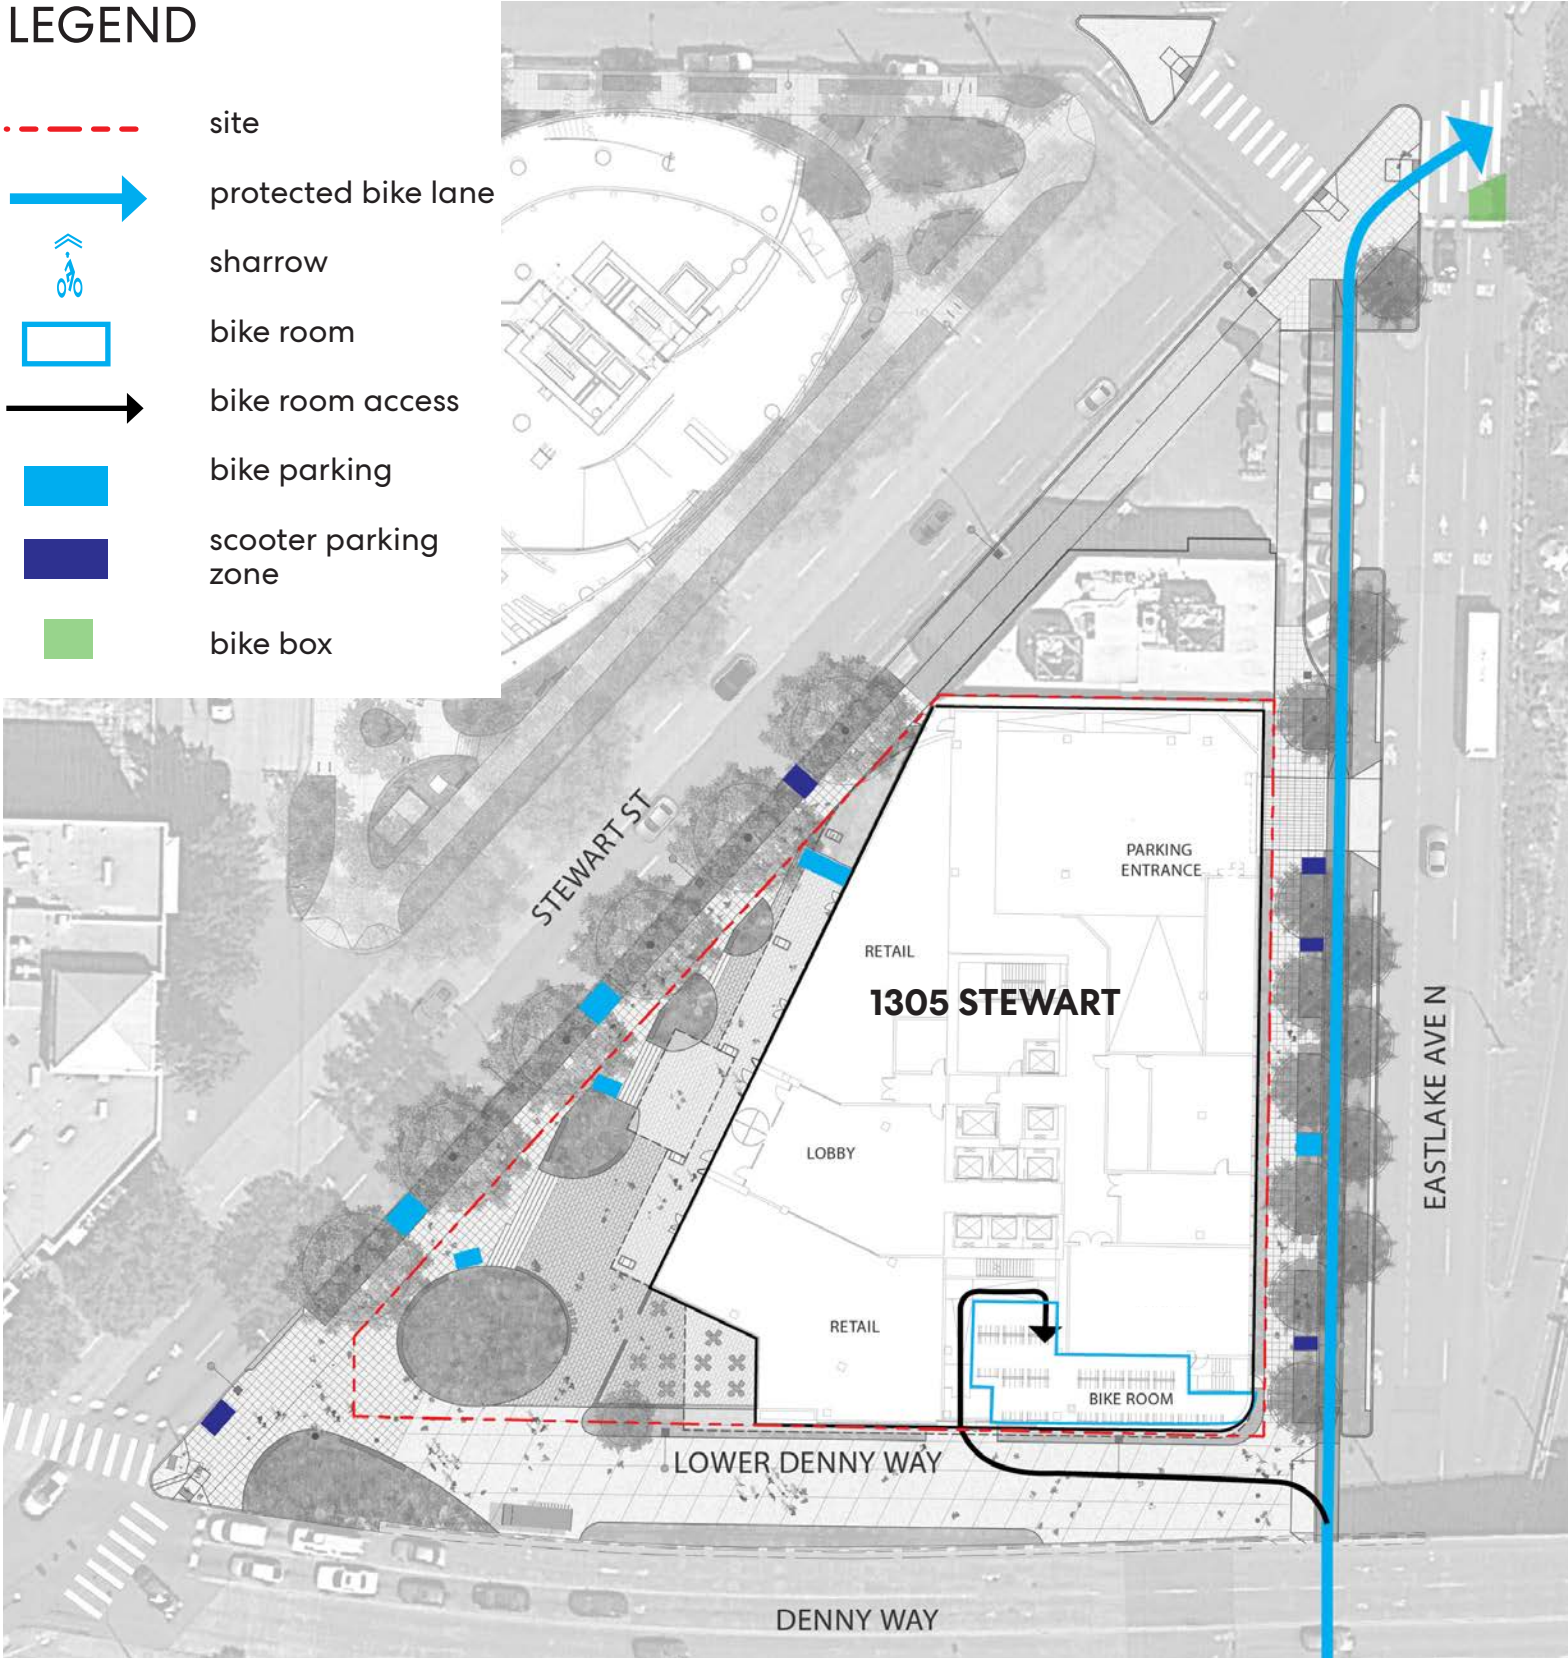 LEGEND
site
protected bike lane
sharrow
bike room
bike room access
bike parking
scooter parking
zone
bike box
STEWART ST
PARKING
ENTRANCE
RETAIL
1305 STEWART
EASTLAKE AVE N
LOBBY
RETAIL
BIKE ROOM
LOWER DENNY WAY
DENNY WAY